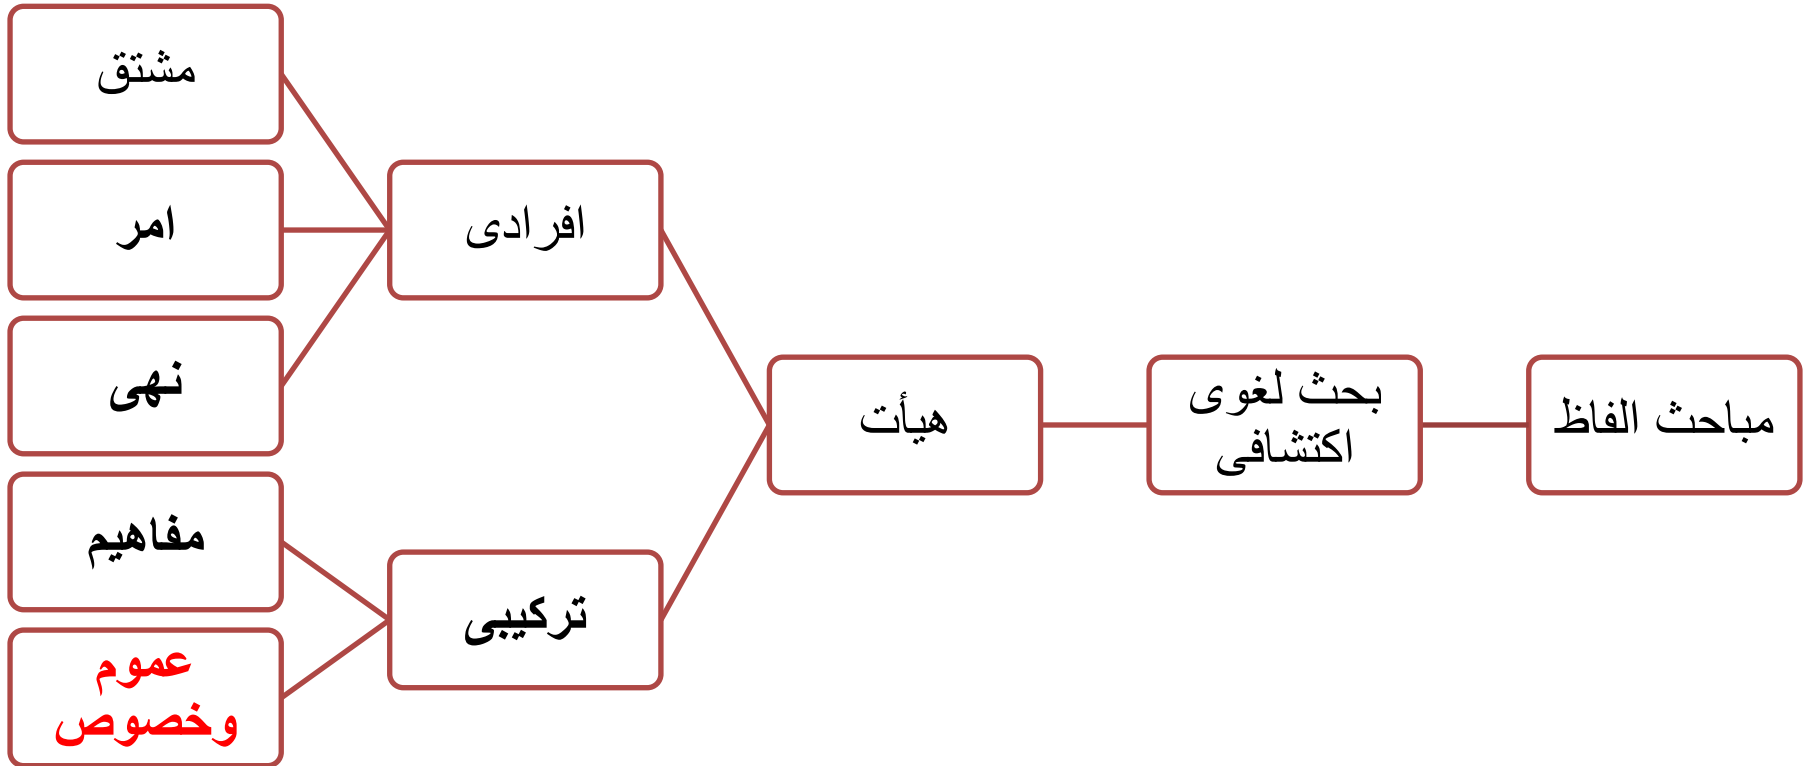 مباحث الفاظ
بحث لغوی
اکتشافی
هیأت
افرادی
مشتق
امر
نهی
ترکیبی
مفاهیم
عموم
وخصوص